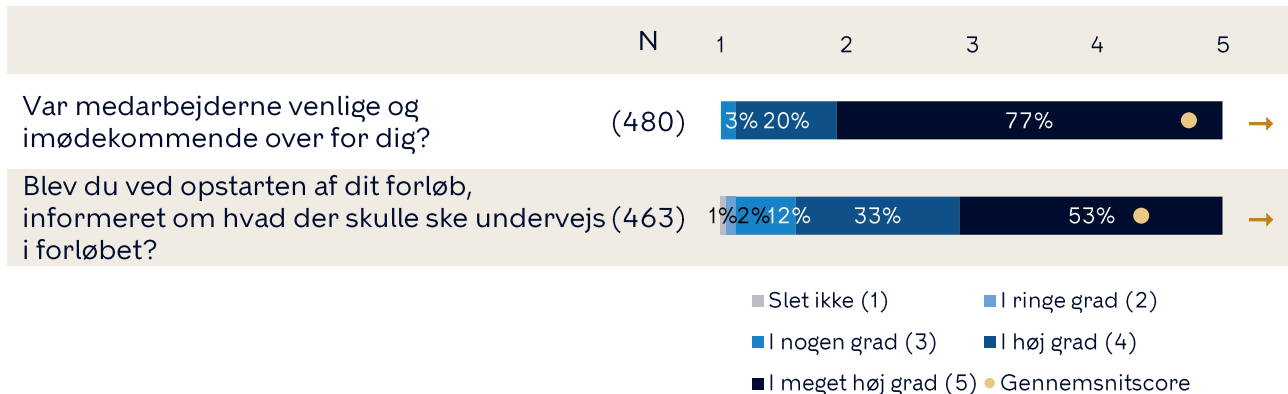 N 1 2 3 4 5
Var medarbejderne venlige og
imødekommende over for dig?
(480) 3% 20% 77% →
Blev du ved opstarten af dit forløb,
informeret om hvad der skulle ske undervejs
i forløbet?
(463) 1% 2% 12% 33% 53% →
Slet ikke (1) I ringe grad (2)
I nogen grad (3) I høj grad (4)
I meget høj grad (5) Gennemsnitscore